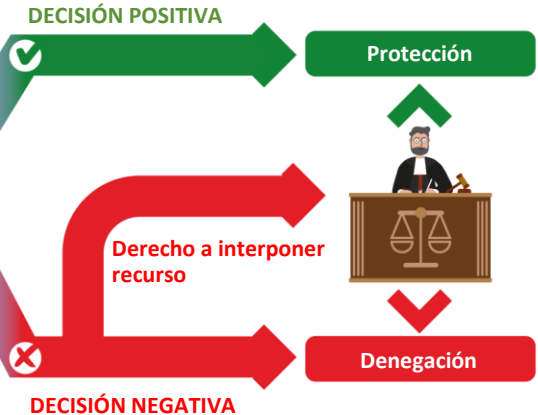 DECISIÓN POSITIVA
Protección
Derecho a interponer
recurso
Denegación
DECISIÓN NEGATIVA